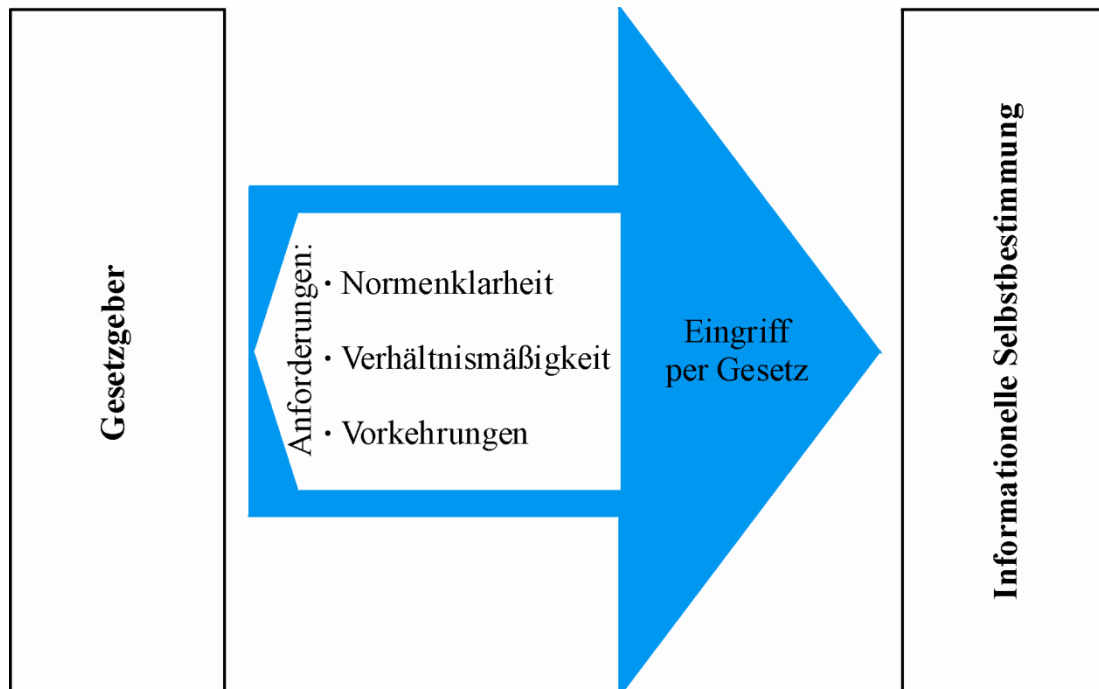 Gesetzgeber
Anforderungen:
· Normenklarheit
· Verhältnismäßigkeit
· Vorkehrungen
Eingriff
per Gesetz
Informationelle Selbstbestimmung